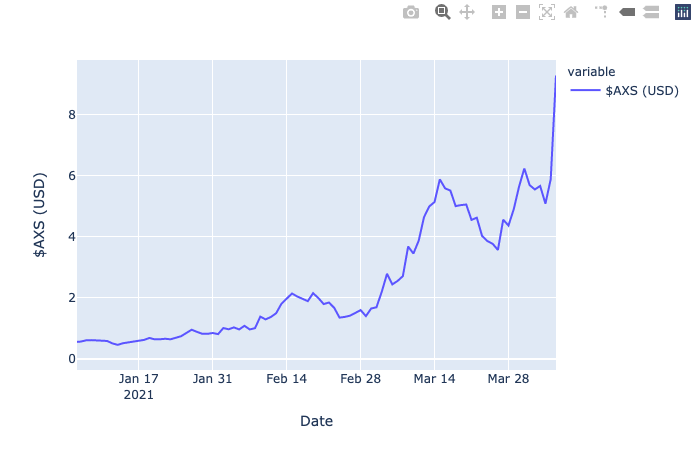 variable
$AXS (USD)
$AXS (USD)
8
6
4
2
0
Jan 17
2021
Jan 31
Feb 14
Feb 28
Mar 14
Mar 28
Date